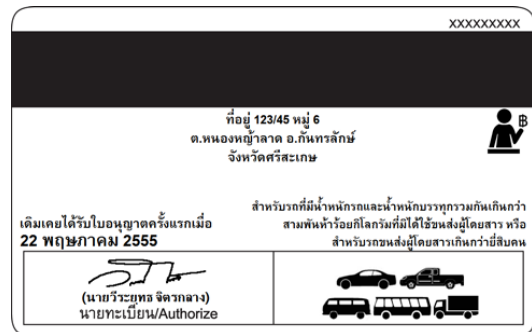 XXXXXXXXX
฿
ที่อยู่ 123/45 หมู่ 6
ต.หนองหญ้าลาด อ.กันทรลักษ์
จังหวัดศรีสะเกษ
สำหรับรถที่มีน้ำหนักรถและน้ำหนักบรรทุกรวมกันเกินกว่า
สามพันห้าร้อยกิโลกรัมที่มิได้ใช้ขนส่งผู้โดยสาร หรือ
สำหรับรถขนส่งผู้โดยสารเกินกว่ายี่สิบคน
เดิมเคยได้รับใบอนุญาตครั้งแรกเมื่อ
22 พฤษภาคม 2555
(นายวีระยุทธ จิตรกลาง)
นายทะเบียน/Authorize